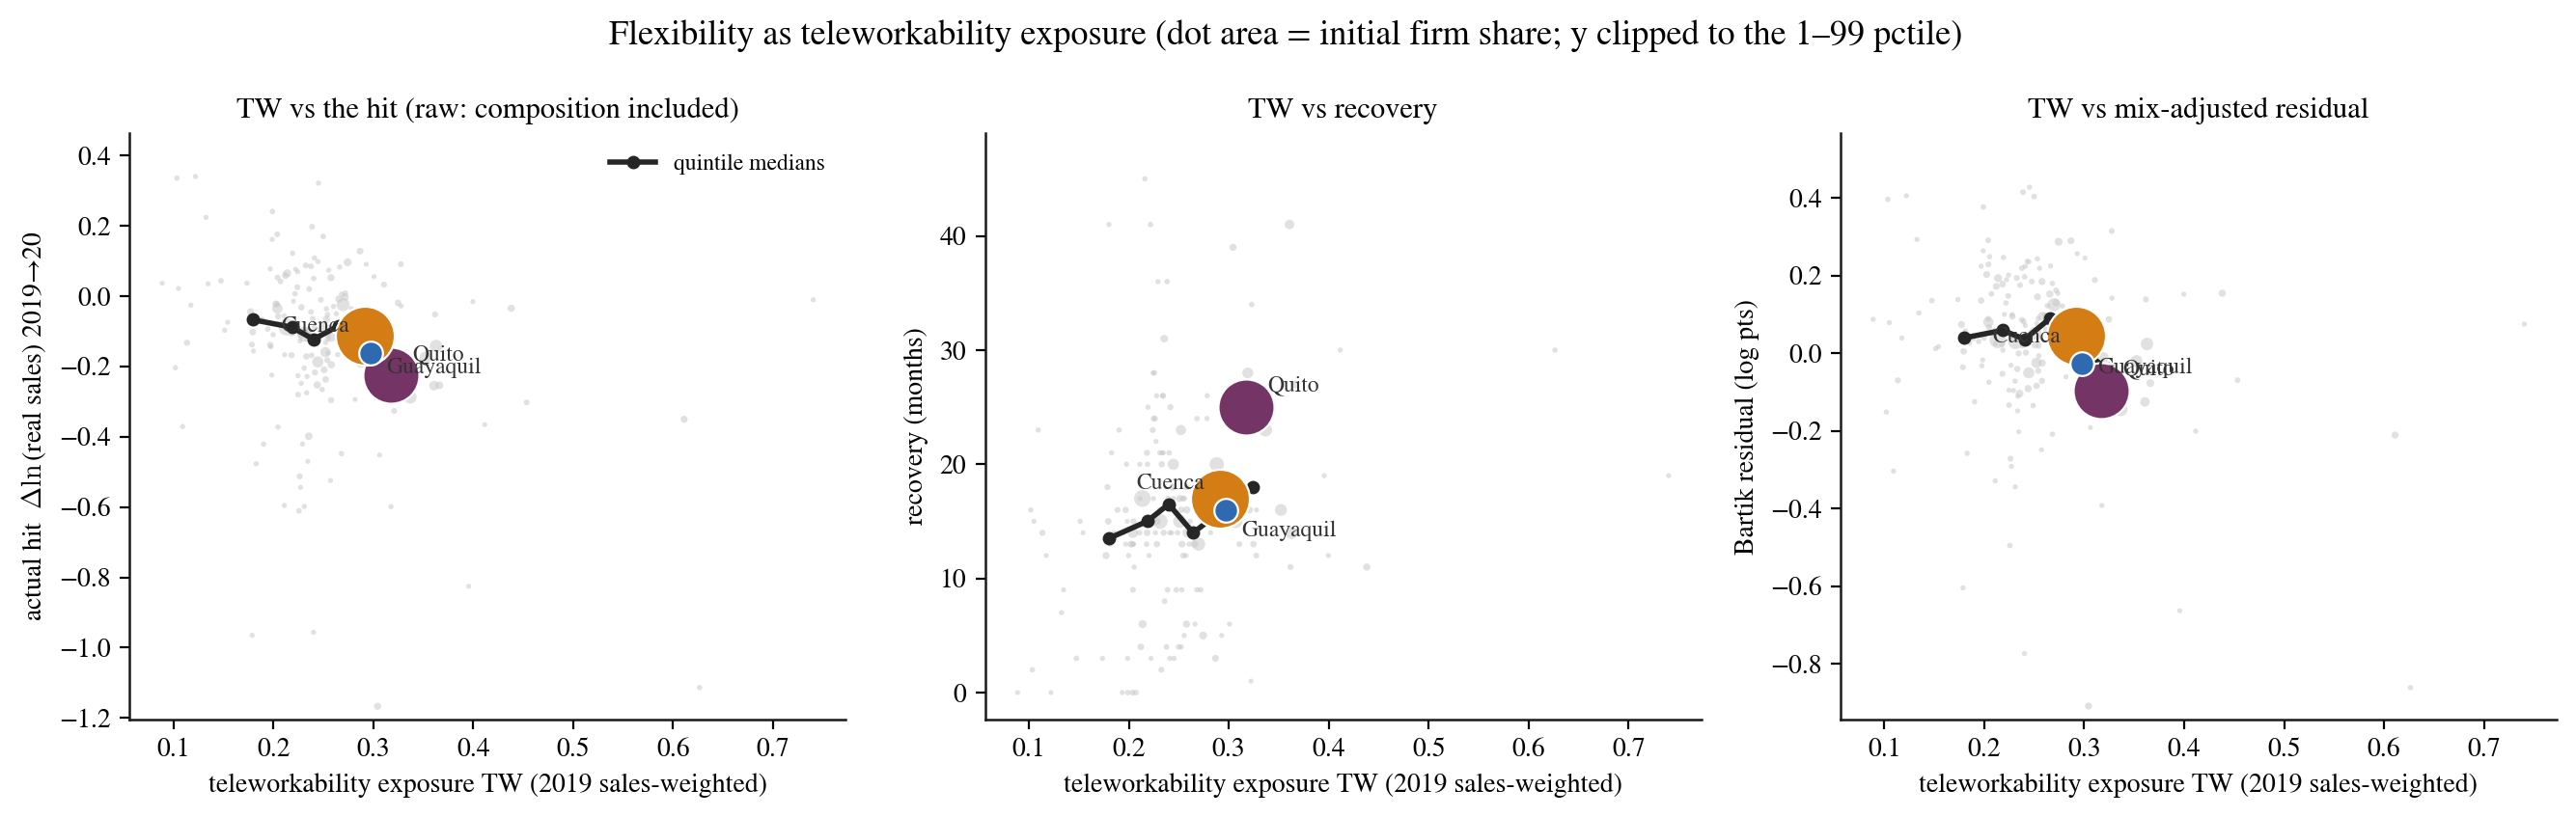 Flexibility as teleworkability exposure (dot area = initial firm share; y clipped to the 1–99 pctile)
TW vs the hit (raw: composition included)
actual hit Δln(real sales) 2019→20
0.4
0.2
0.0
−0.2
−0.4
−0.6
−0.8
−1.0
−1.2
quintile medians
Cuenca
Quito
Guayaquil
0.1 0.2 0.3 0.4 0.5 0.6 0.7
teleworkability exposure TW (2019 sales-weighted)
TW vs recovery
recovery (months)
40
30
20
10
0
Quito
Cuenca
Guayaquil
0.1 0.2 0.3 0.4 0.5 0.6 0.7
teleworkability exposure TW (2019 sales-weighted)
TW vs mix-adjusted residual
Bartik residual (log pts)
0.4
0.2
0.0
−0.2
−0.4
−0.6
−0.8
Cuenca
Guayaquil
Quito
0.1 0.2 0.3 0.4 0.5 0.6 0.7
teleworkability exposure TW (2019 sales-weighted)